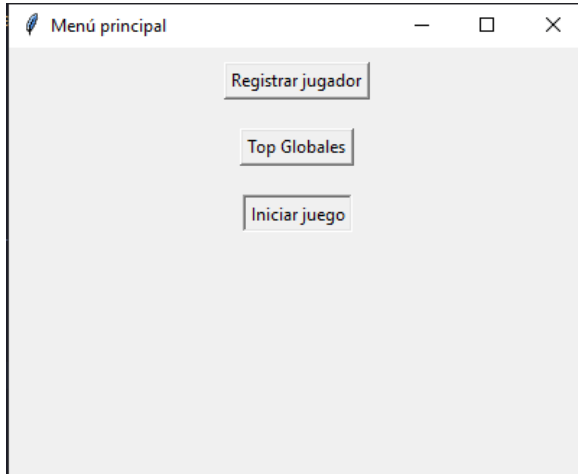 Menú principal
Registrar jugador
Top Globales
Iniciar juego